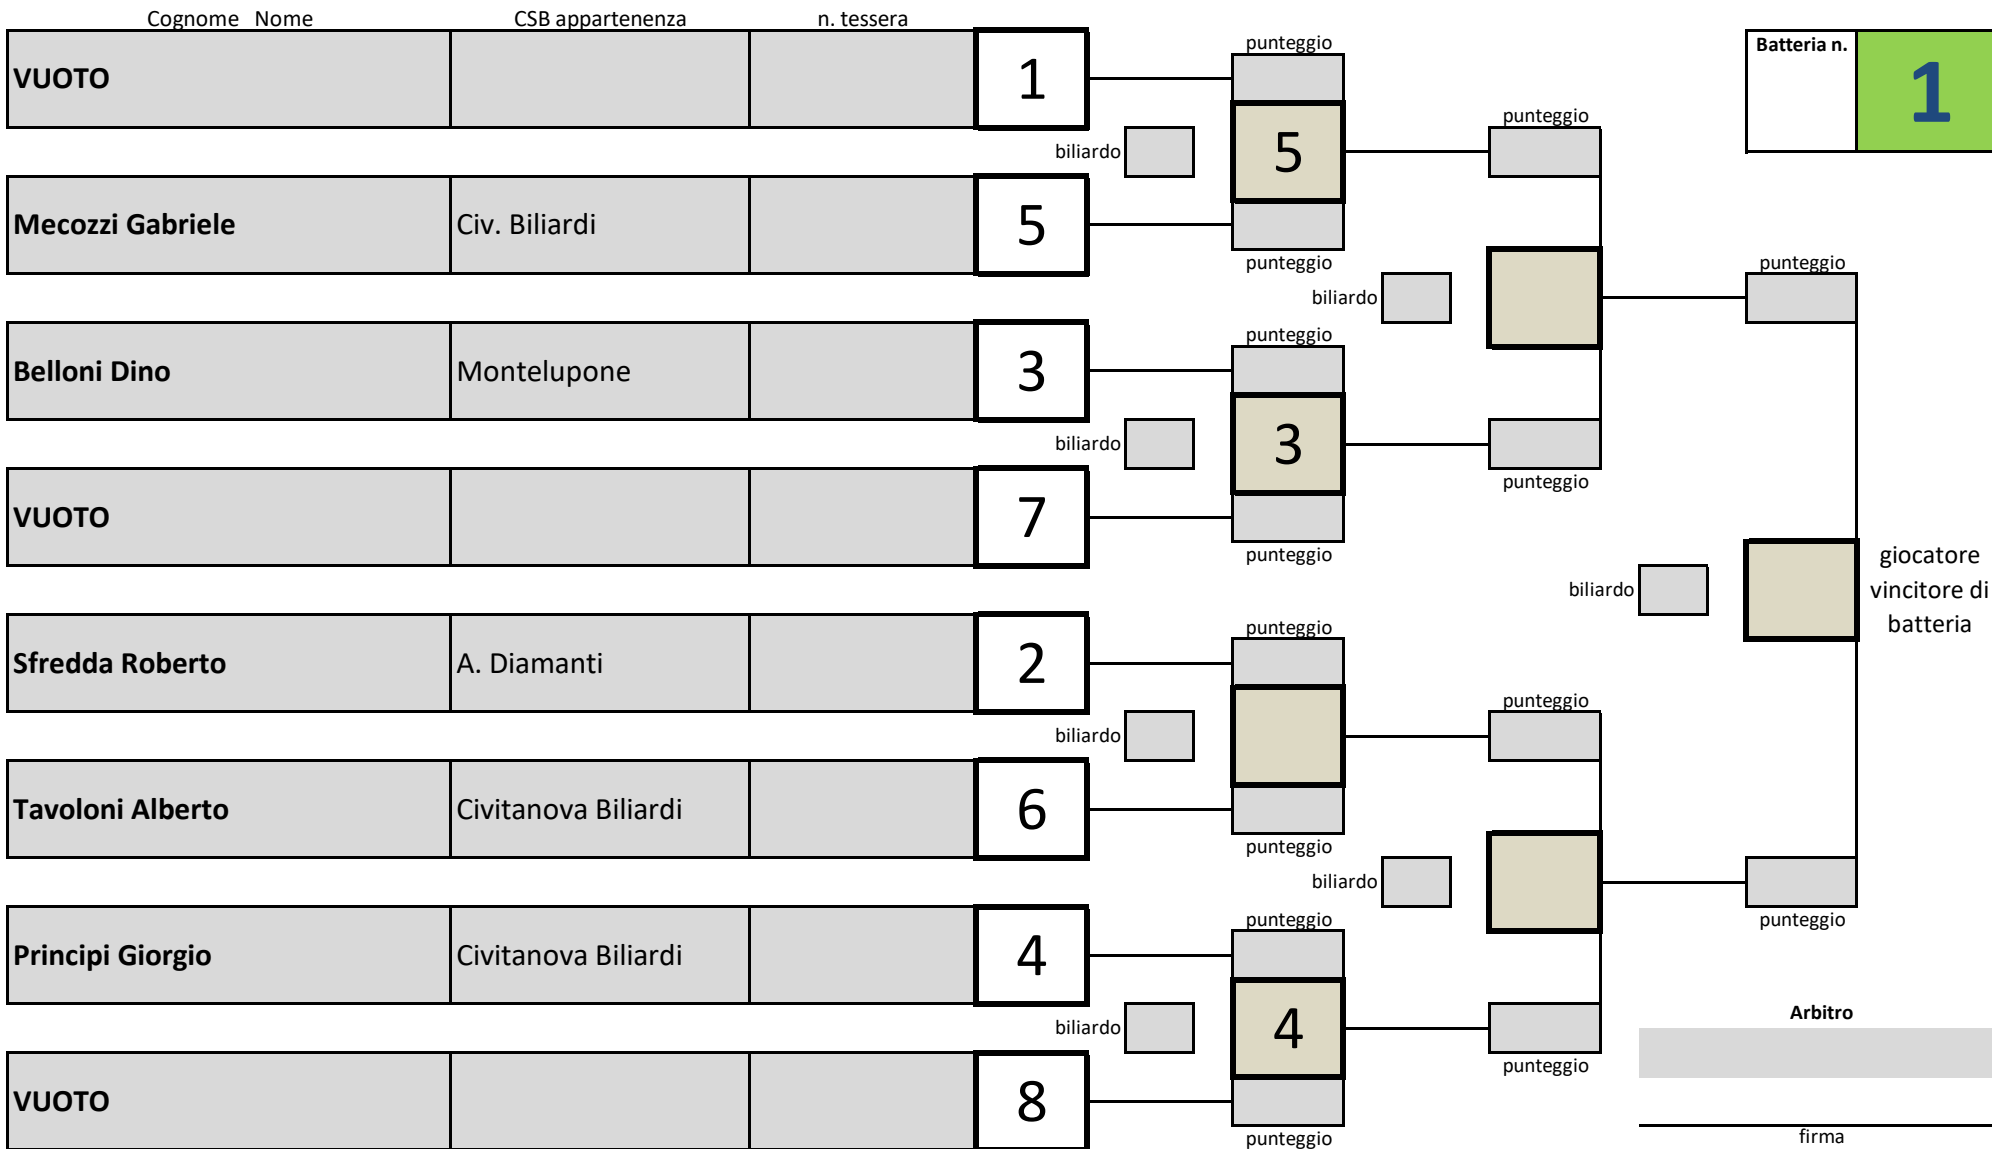 Cognome   Nome
CSB appartenenza
n. tessera
Batteria n.
1
VUOTO
1
punteggio
biliardo
5
punteggio
Mecozzi Gabriele
Civ. Biliardi
5
punteggio
biliardo
punteggio
Belloni Dino
Montelupone
3
punteggio
biliardo
3
punteggio
VUOTO
7
punteggio
biliardo
giocatore
vincitore di
batteria
Sfredda Roberto
A. Diamanti
2
punteggio
biliardo
punteggio
Tavoloni Alberto
Civitanova Biliardi
6
punteggio
biliardo
punteggio
Principi Giorgio
Civitanova Biliardi
4
punteggio
biliardo
4
punteggio
VUOTO
8
punteggio
Arbitro
firma